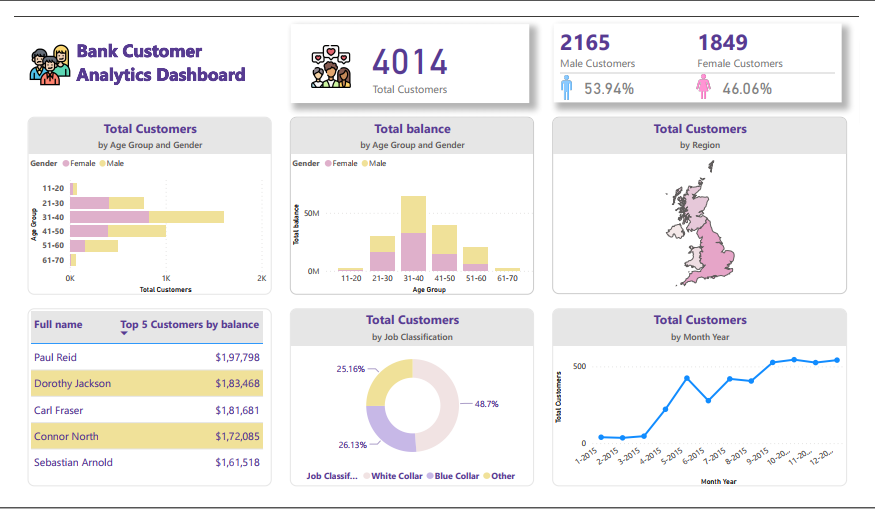 Bank Customer
Analytics Dashboard
4014
Total Customers
2165
Male Customers
53.94%
1849
Female Customers
46.06%
Total Customers
by Age Group and Gender
Gender Female Male
Age Group
11-20
21-30
31-40
41-50
51-60
61-70
0K 1K 2K
Total Customers
Total balance
by Age Group and Gender
Gender Female Male
Total balance
50M
0M
11-20 21-30 31-40 41-50 51-60 61-70
Age Group
Total Customers
by Region
Full name Top 5 Customers by balance
Paul Reid $1,97,798
Dorothy Jackson $1,83,468
Carl Fraser $1,81,681
Connor North $1,72,085
Sebastian Arnold $1,61,518
Total Customers
by Job Classification
25.16%
48.7%
26.13%
Job Classif... White Collar Blue Collar Other
Total Customers
by Month Year
Total Customers
500
0
1-2015 2-2015 3-2015 4-2015 5-2015 6-2015 7-2015 8-2015 9-2015 10-20... 11-20... 12-20...
Month Year